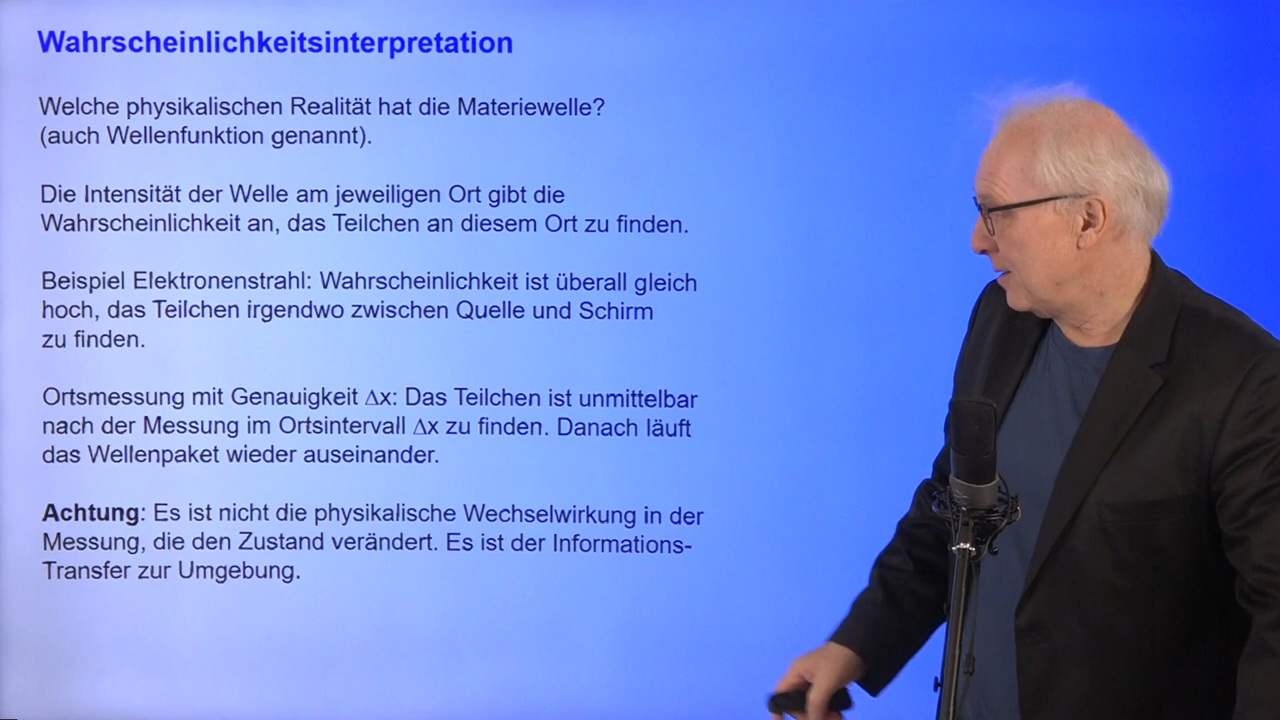 Wahrscheinlichkeitsinterpretation
Welche physikalischen Realität hat die Materiewelle?
(auch Wellenfunktion genannt).
Die Intensität der Welle am jeweiligen Ort gibt die
Wahrscheinlichkeit an, das Teilchen an diesem Ort zu finden.
Beispiel Elektronenstrahl: Wahrscheinlichkeit ist überall gleich
hoch, das Teilchen irgendwo zwischen Quelle und Schirm
zu finden.
Ortsmessung mit Genauigkeit Δx: Das Teilchen ist unmittelbar
nach der Messung im Ortsintervall Δx zu finden. Danach läuft
das Wellenpaket wieder auseinander.
Achtung: Es ist nicht die physikalische Wechselwirkung in der
Messung, die den Zustand verändert. Es ist der Informations-
Transfer zur Umgebung.